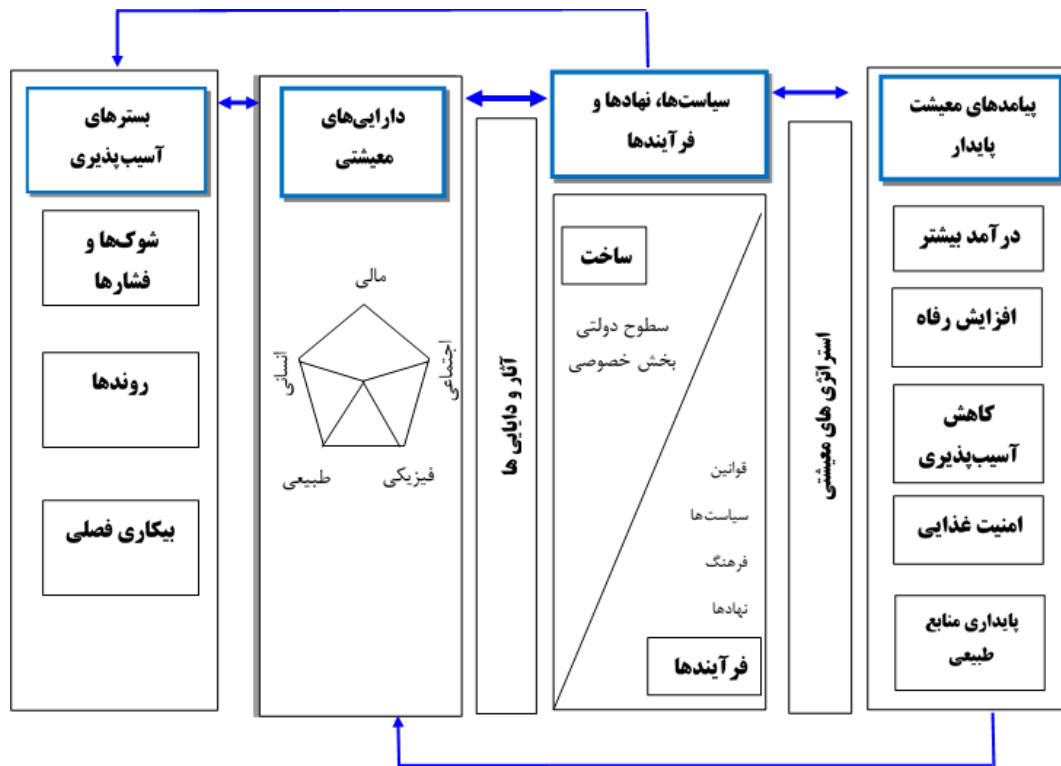 بسترهای
آسیب‌پذیری
شوک‌ها و
فشارها
روندها
بیکاری فصلی
دارایی‌های
معیشتی
مالی
انسانی
اجتماعی
طبیعی
فیزیکی
آثار و دایایی ها
سیاست‌ها، نهادها و
فرآیندها
ساخت
سطوح دولتی
بخش خصوصی
قوانین
سیاست‌ها
فرهنگ
نهادها
فرآیندها
استراتژی های معیشتی
پیامدهای معیشت
پایدار
درآمد بیشتر
افزایش رفاه
کاهش
آسیب‌پذیری
امنیت غذایی
پایداری منابع
طبیعی